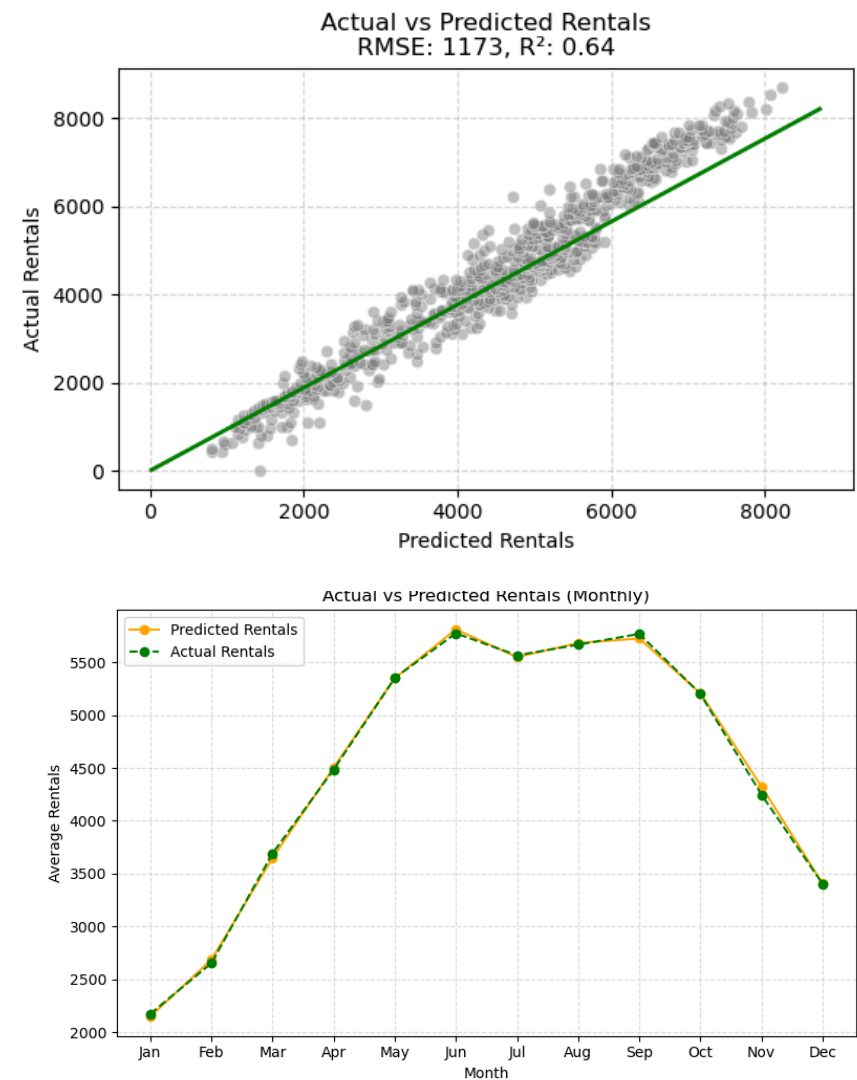 Actual vs Predicted Rentals
RMSE: 1173, R²: 0.64
8000
6000
4000
2000
0
Actual Rentals
0 2000 4000 6000 8000
Predicted Rentals
Actual vs Predicted Rentals (Monthly)
Predicted Rentals
Actual Rentals
5500
5000
4500
4000
3500
3000
2500
2000
Average Rentals
Jan Feb Mar Apr May Jun Jul Aug Sep Oct Nov Dec
Month